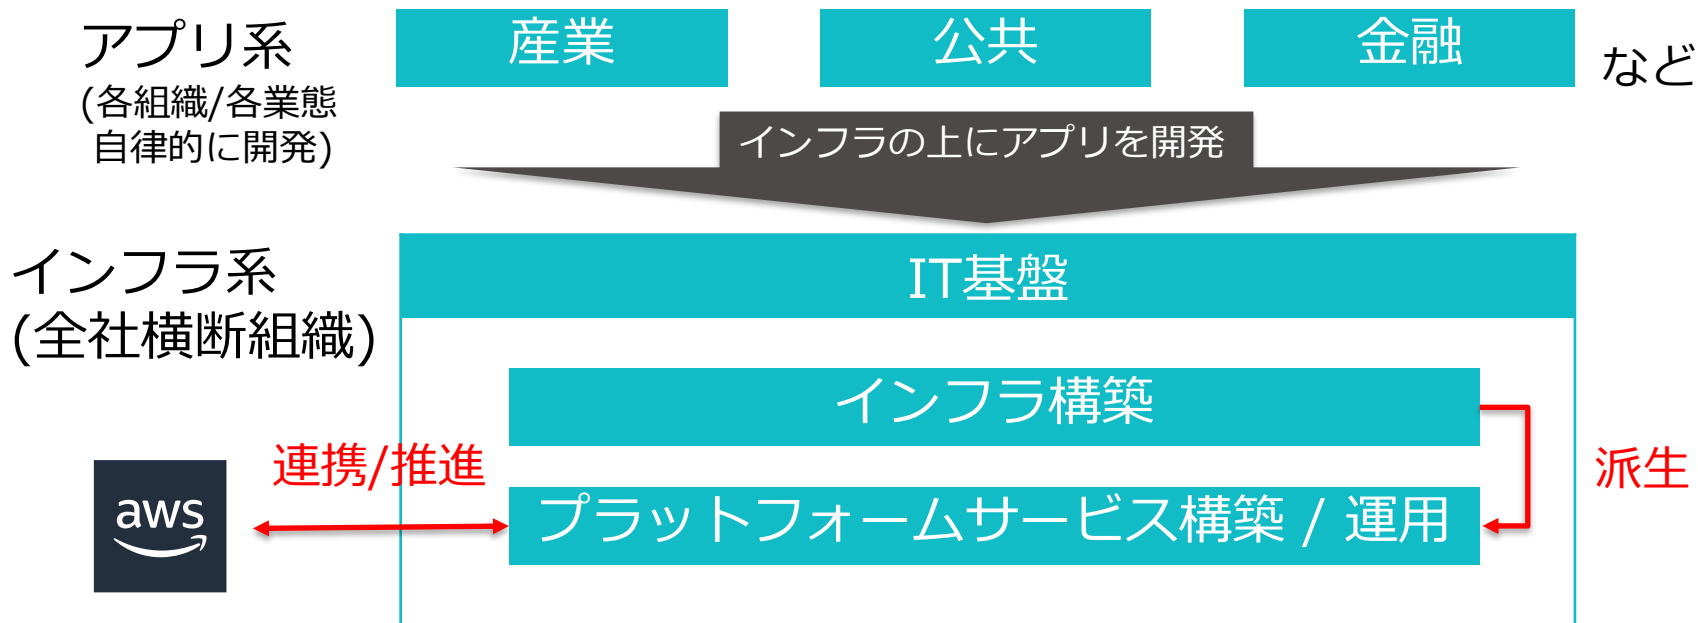 アプリ系
(各組織/各業態
自律的に開発)
産業
公共
金融
など
インフラの上にアプリを開発
インフラ系
(全社横断組織)
IT基盤
インフラ構築
連携/推進
派生
aws
プラットフォームサービス構築 / 運用